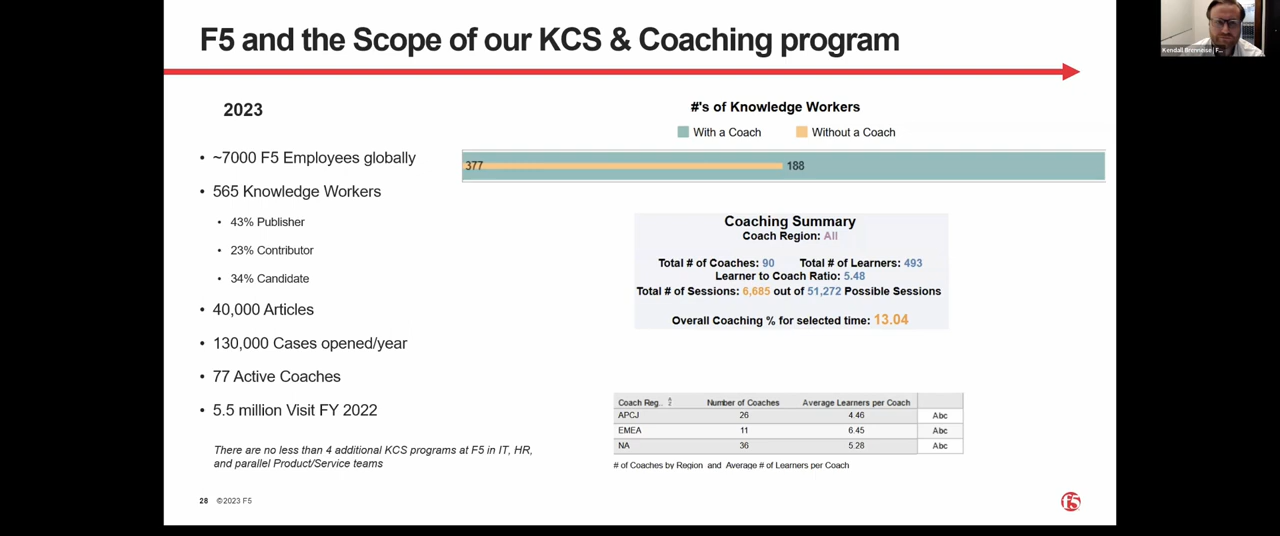 F5 and the Scope of our KCS & Coaching program
Kendall Brenneise | F...
2023
• ~7000 F5 Employees globally
• 565 Knowledge Workers
• 43% Publisher
• 23% Contributor
• 34% Candidate
• 40,000 Articles
• 130,000 Cases opened/year
• 77 Active Coaches
• 5.5 million Visit FY 2022
There are no less than 4 additional KCS programs at F5 in IT, HR,
and parallel Product/Service teams
#'s of Knowledge Workers
With a Coach Without a Coach
377 188
Coaching Summary
Coach Region: All
Total # of Coaches: 90 Total # of Learners: 493
Learner to Coach Ratio: 5.48
Total # of Sessions: 6,685 out of 51,272 Possible Sessions
Overall Coaching % for selected time: 13.04
Coach Reg.. Number of Coaches Average Learners per Coach
APCJ 26 4.46 Abc
EMEA 11 6.45 Abc
NA 36 5.28 Abc
# of Coaches by Region and Average # of Learners per Coach
28 ©2023 F5
F5